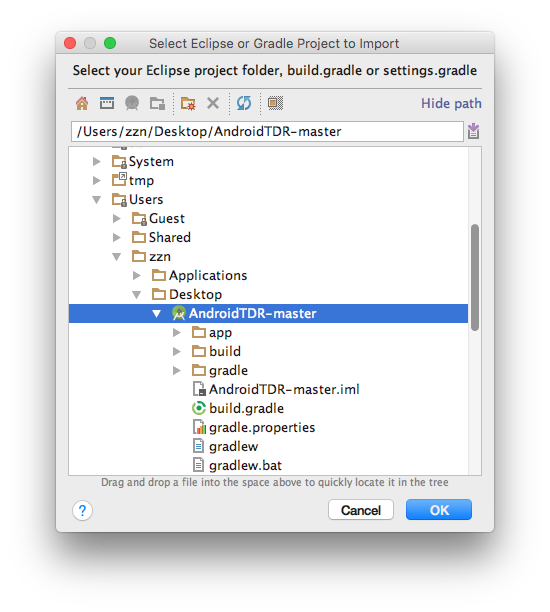 Select Eclipse or Gradle Project to Import
Select your Eclipse project folder, build.gradle or settings.gradle
Hide path
/Users/zzn/Desktop/AndroidTDR-master
System
tmp
Users
Guest
Shared
zzn
Applications
Desktop
AndroidTDR-master
app
build
gradle
AndroidTDR-master.iml
build.gradle
gradle.properties
gradlew
gradlew.bat
Drag and drop a file into the space above to quickly locate it in the tree
? Cancel OK